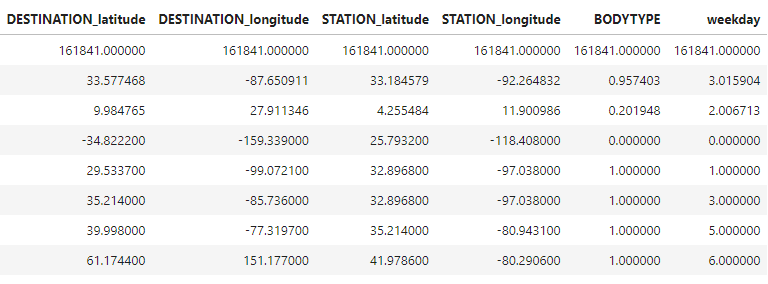 DESTINATION_latitude DESTINATION_longitude STATION_latitude STATION_longitude BODYTYPE weekday
161841.000000 161841.000000 161841.000000 161841.000000 161841.000000 161841.000000
33.577468 -87.650911 33.184579 -92.264832 0.957403 3.015904
9.984765 27.911346 4.255484 11.900986 0.201948 2.006713
-34.822200 -159.339000 25.793200 -118.408000 0.000000 0.000000
29.533700 -99.072100 32.896800 -97.038000 1.000000 1.000000
35.214000 -85.736000 32.896800 -97.038000 1.000000 3.000000
39.998000 -77.319700 35.214000 -80.943100 1.000000 5.000000
61.174400 151.177000 41.978600 -80.290600 1.000000 6.000000